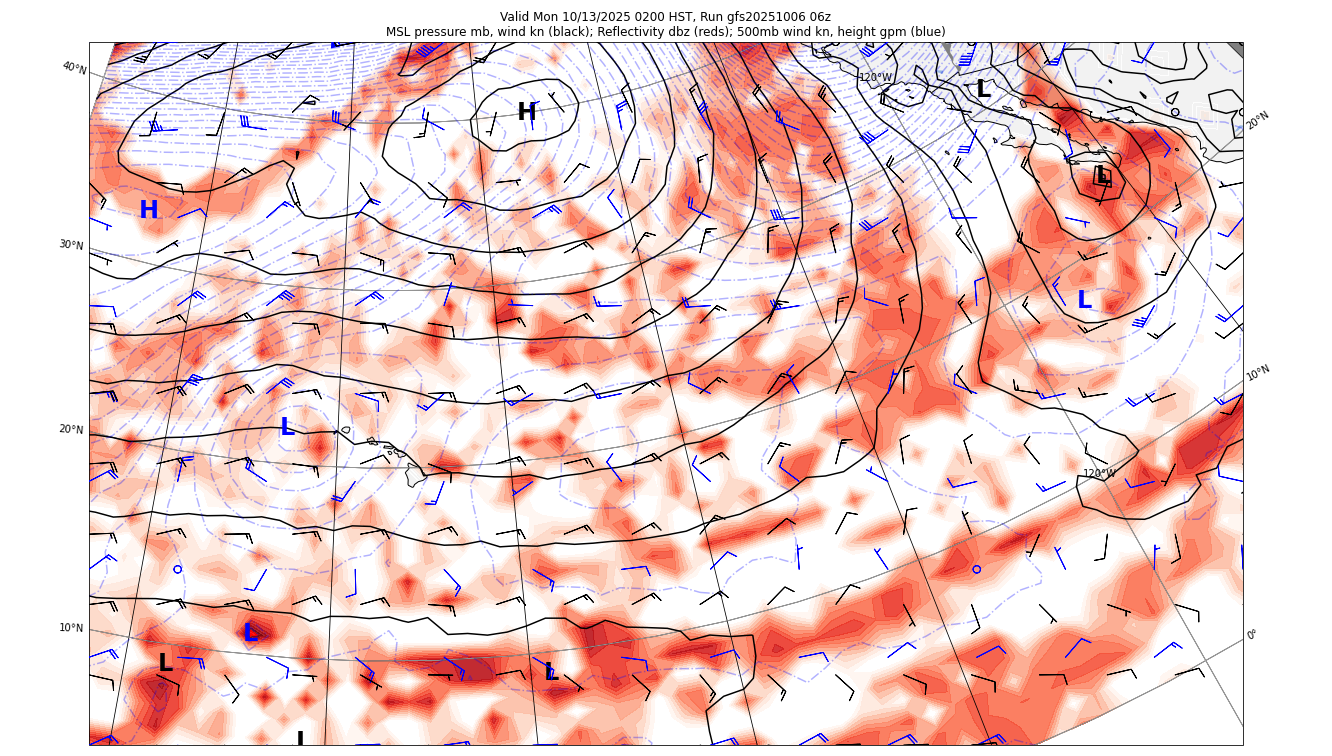 Valid Mon 10/13/2025 0200 HST, Run gfs20251006 06z
MSL pressure mb, wind kn (black); Reflectivity dbz (reds); 500mb wind kn, height gpm (blue)
40°N
120°W
L
H
20°N
L
H
30°N
L
10°N
20°N
L
120°W
10°N
L
0°
L
L
L